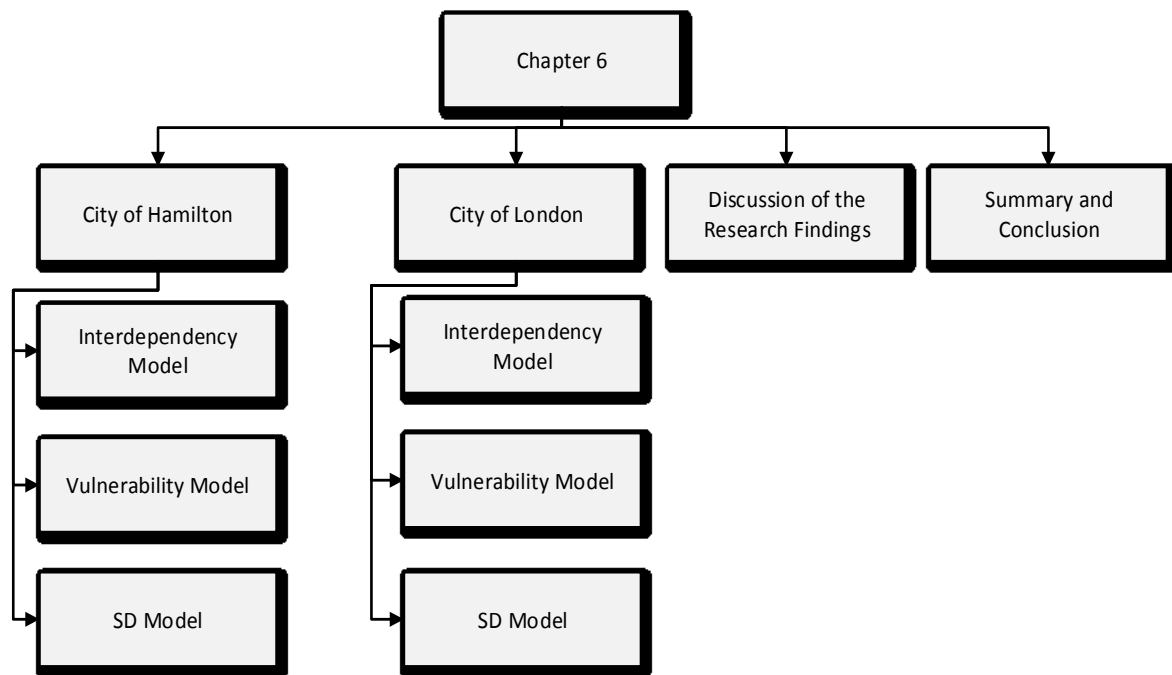 Chapter 6
City of Hamilton
City of London
Discussion of the
Research Findings
Summary and
Conclusion
Interdependency
Model
Interdependency
Model
Vulnerability Model
Vulnerability Model
SD Model
SD Model